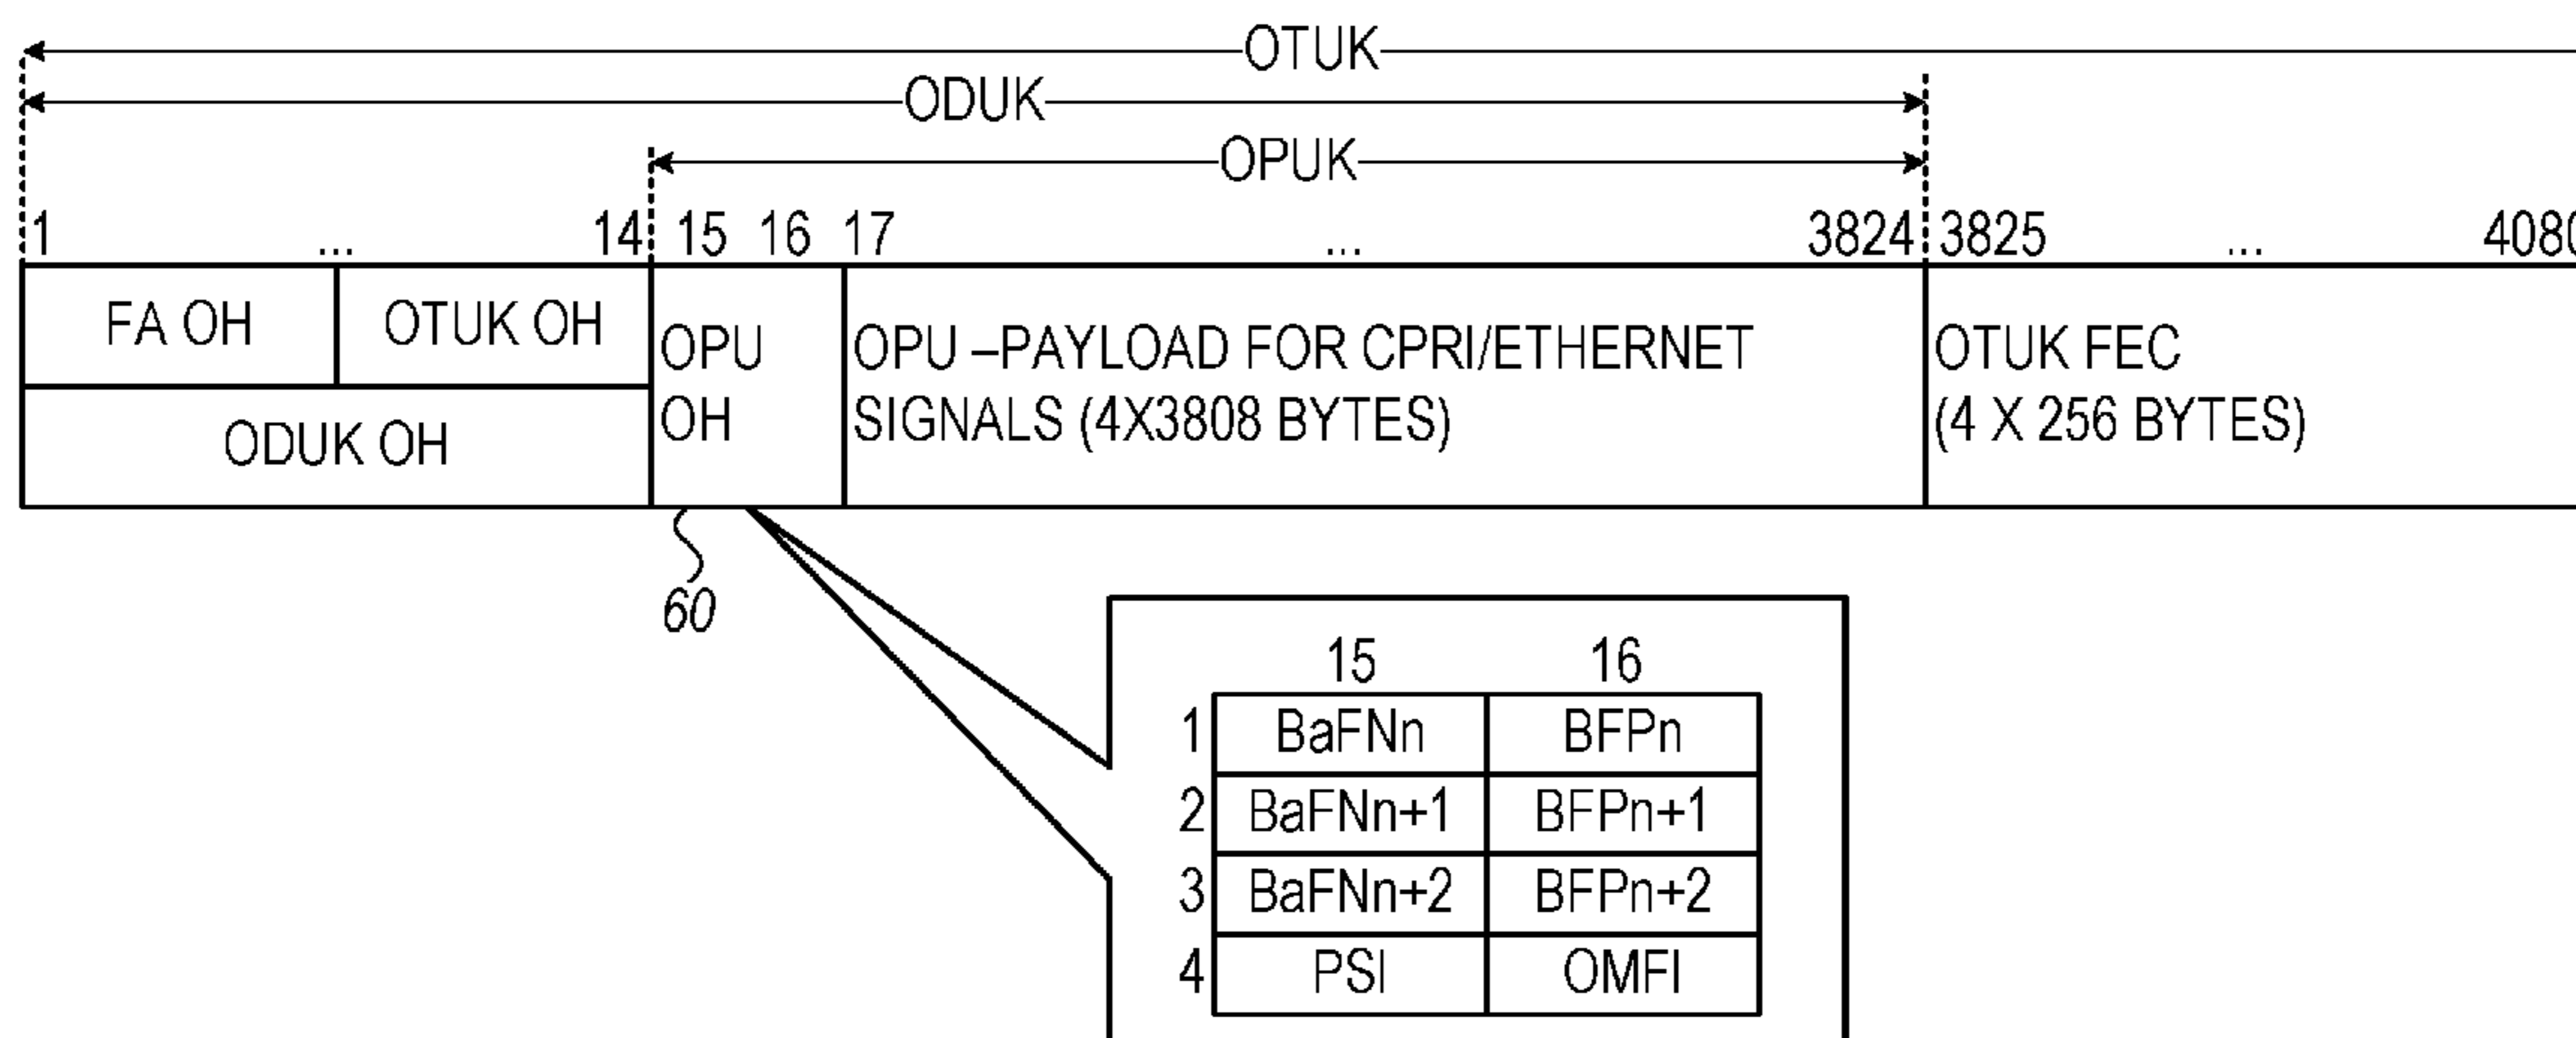 OTUK
ODUK
OPUK
1 ... 14 15 16 17 ... 3824 3825 ... 4080
FA OH OTUK OH
ODUK OH
OPU
OH
OPU –PAYLOAD FOR CPRI/ETHERNET
SIGNALS (4X3808 BYTES)
OTUK FEC
(4 X 256 BYTES)
60
15 16
1 BaFNn BFPn
2 BaFNn+1 BFPn+1
3 BaFNn+2 BFPn+2
4 PSI OMFI